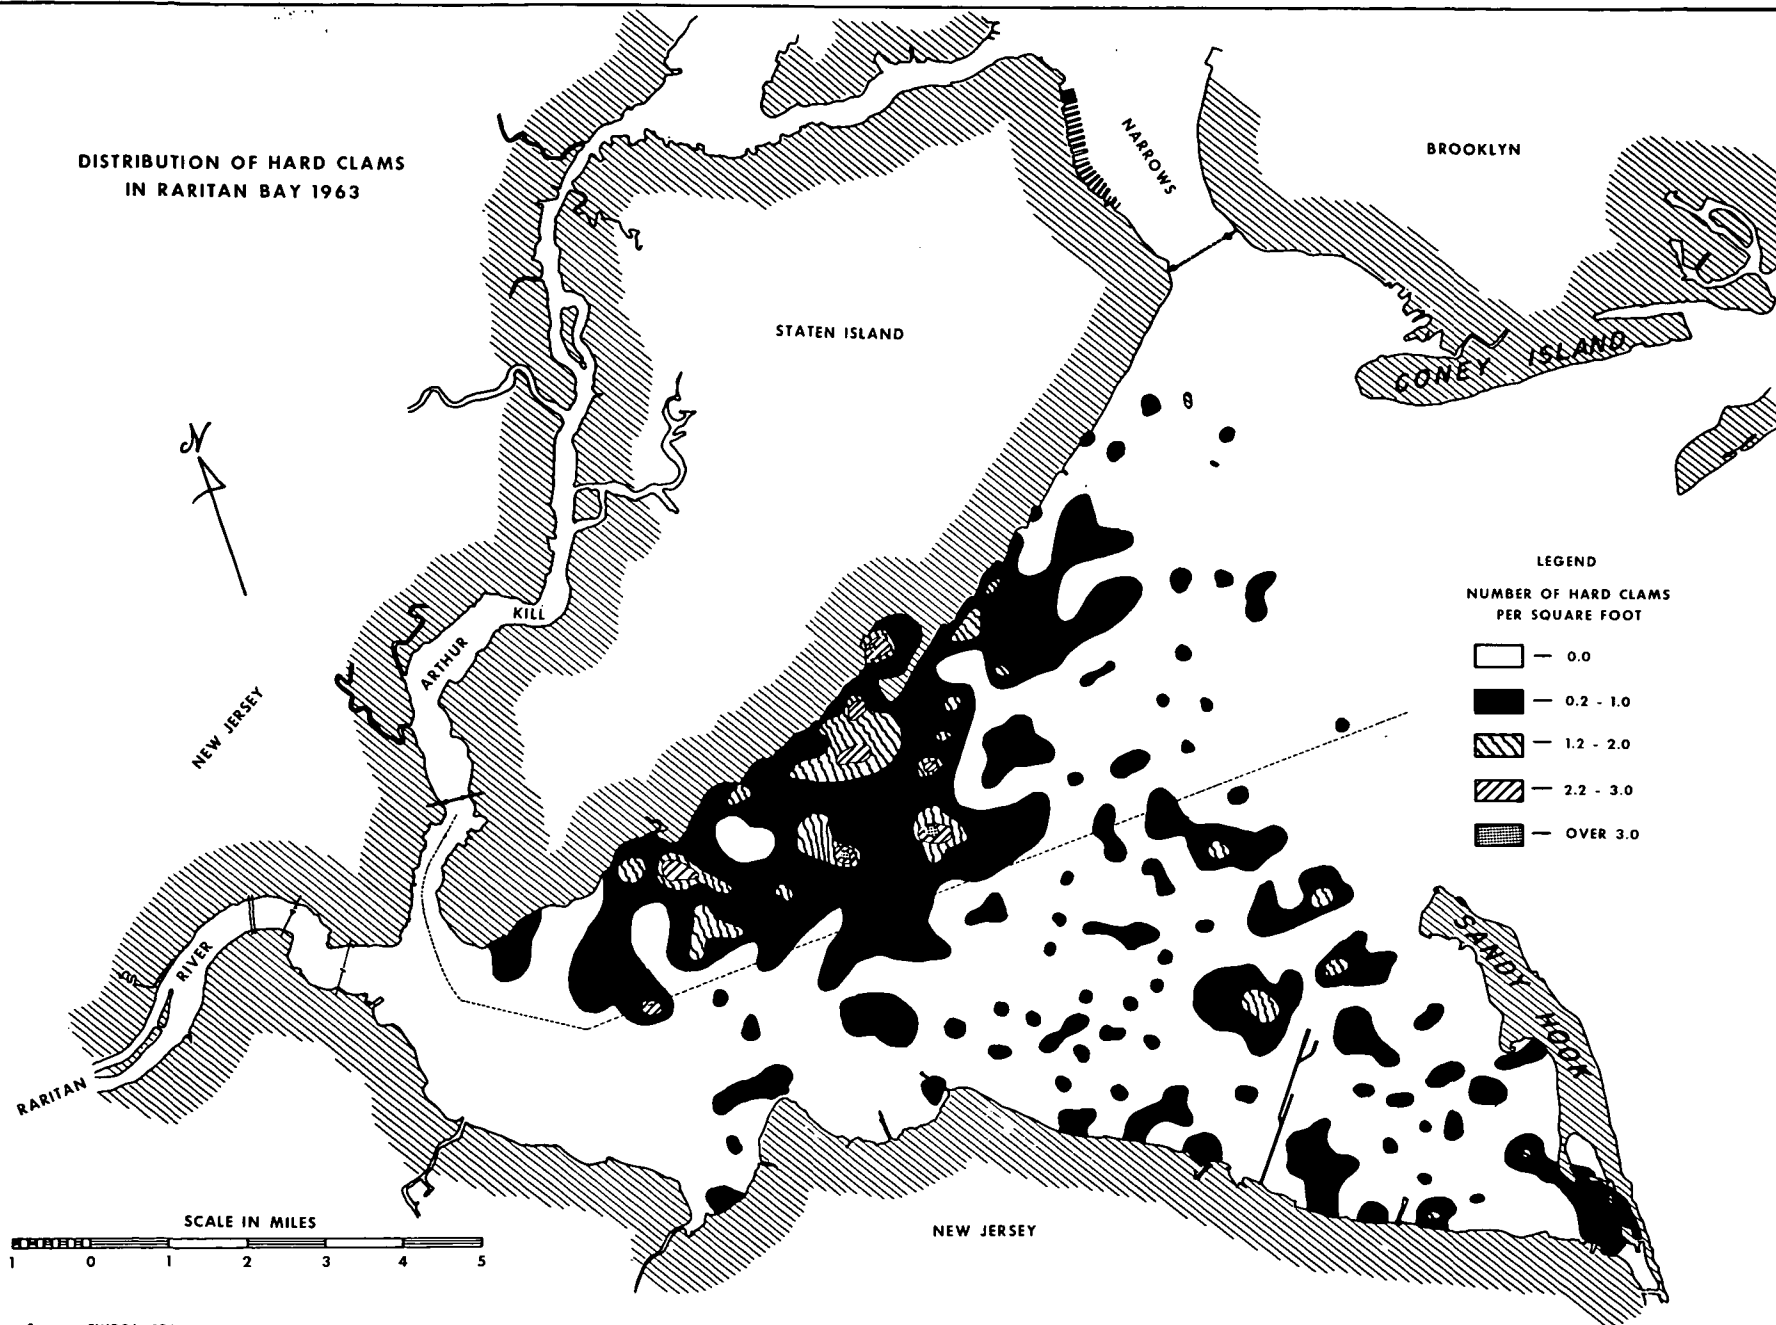 DISTRIBUTION OF HARD CLAMS
IN RARITAN BAY 1963
NARROWS
BROOKLYN
STATEN ISLAND
CONEY ISLAND
N
LEGEND
NUMBER OF HARD CLAMS
PER SQUARE FOOT
— 0.0
— 0.2 - 1.0
— 1.2 - 2.0
— 2.2 - 3.0
— OVER 3.0
ARTHUR KILL
NEW JERSEY
RARITAN RIVER
SANDY HOOK
NEW JERSEY
SCALE IN MILES
1 0 1 2 3 4 5